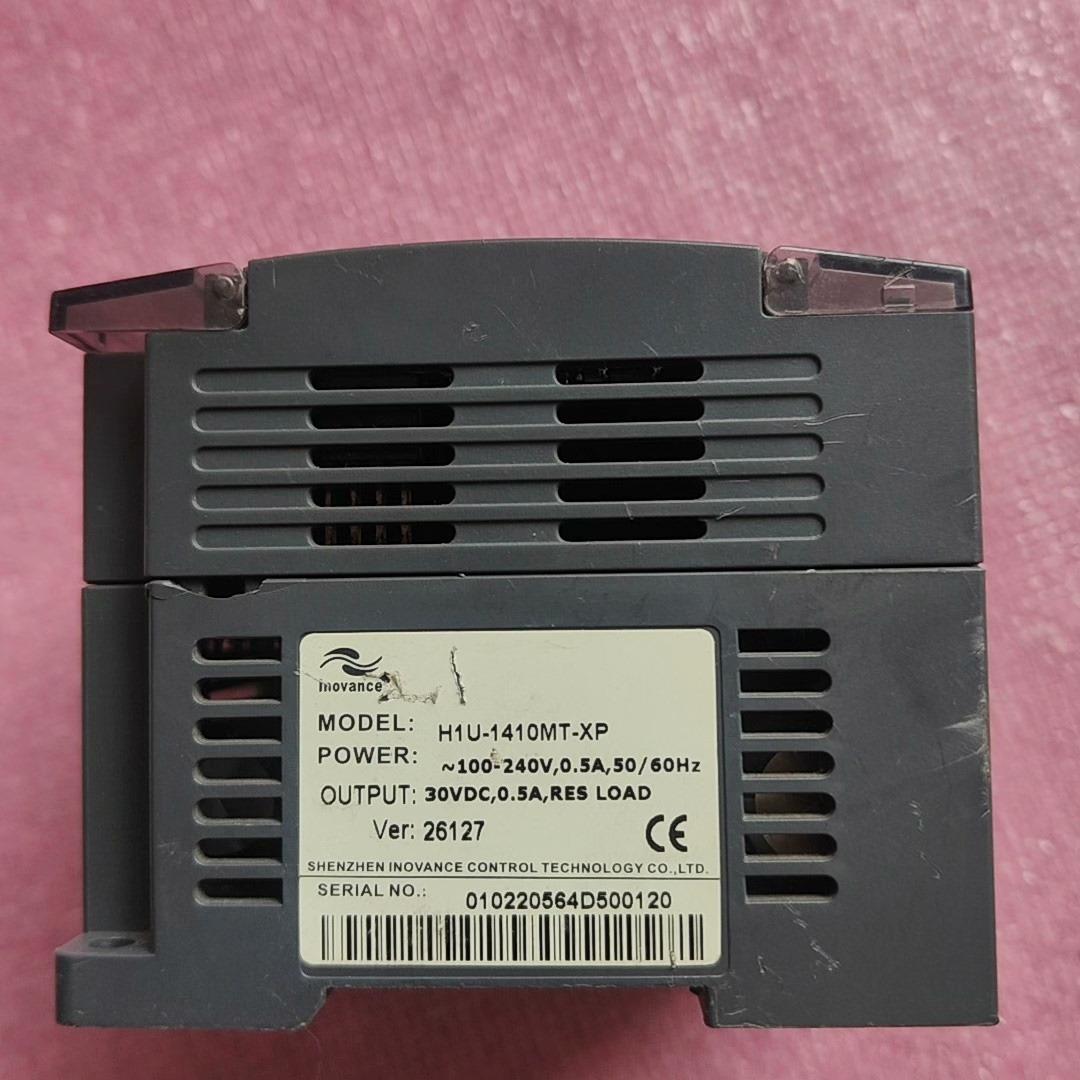 inovance
MODEL: H1U-1410MT-XP
POWER: ~100-240V,0.5A,50/60Hz
OUTPUT: 30VDC,0.5A,RES LOAD
Ver: 26127 CE
SHENZHEN INOVANCE CONTROL TECHNOLOGY CO.,LTD.
SERIAL NO.: 010220564D500120